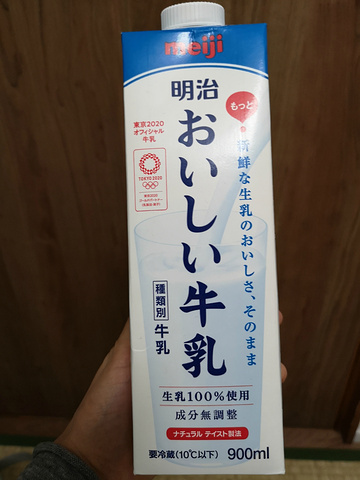 meiji
明治
おいしい牛乳
もっと!
新鮮な生乳のおいしさ、そのまま
東京2020
オフィシャル
牛乳
TOKYO 2020
種類別 牛乳
生乳100%使用
成分無調整
ナチュラル テイスト製法
要冷蔵(10℃以下) 900ml